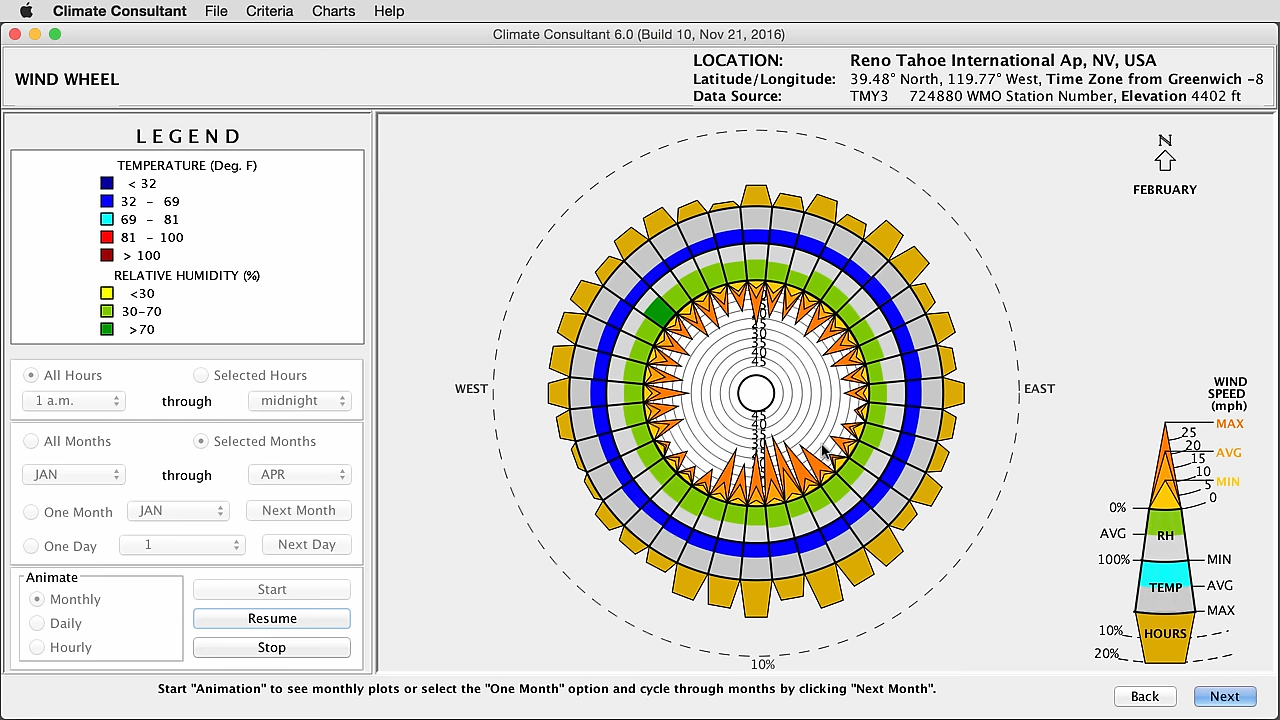 Climate Consultant File Criteria Charts Help
Climate Consultant 6.0 (Build 10, Nov 21, 2016)
WIND WHEEL
LOCATION: Reno Tahoe International Ap, NV, USA
Latitude/Longitude: 39.48° North, 119.77° West, Time Zone from Greenwich -8
Data Source: TMY3 724880 WMO Station Number, Elevation 4402 ft
LEGEND
TEMPERATURE (Deg. F)
< 32
32 - 69
69 - 81
81 - 100
> 100
RELATIVE HUMIDITY (%)
<30
30-70
>70
All Hours Selected Hours
1 a.m. through midnight
All Months Selected Months
JAN through APR
One Month JAN Next Month
One Day 1 Next Day
Animate
Monthly
Daily
Hourly
Start
Resume
Stop
N
FEBRUARY
WEST
EAST
25
30
35
40
45
45
40
35
30
10%
WIND
SPEED
(mph)
MAX
25
20
AVG
15
10
MIN
5
0
0%
AVG
RH
100%
MIN
TEMP
AVG
MAX
10%
HOURS
20%
Start "Animation" to see monthly plots or select the "One Month" option and cycle through months by clicking "Next Month".
Back Next